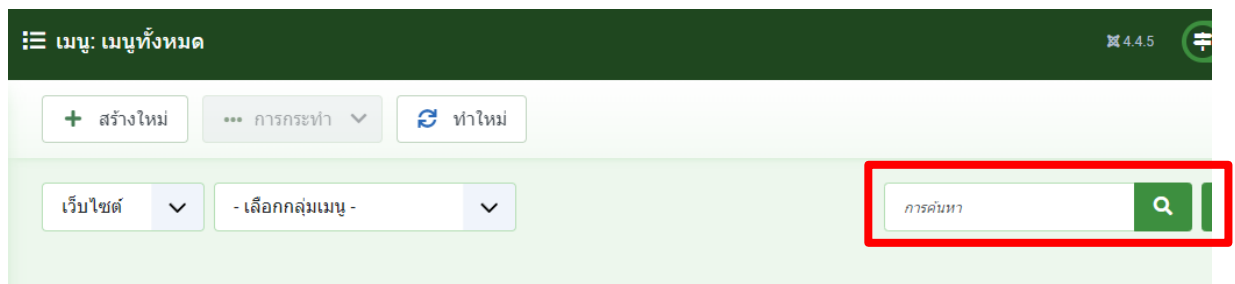 เมนู: เมนูทั้งหมด 4.4.5
+ สร้างใหม่ ••• การกระทำ ทำใหม่
เว็บไซต์ - เลือกกลุ่มเมนู - การค้นหา